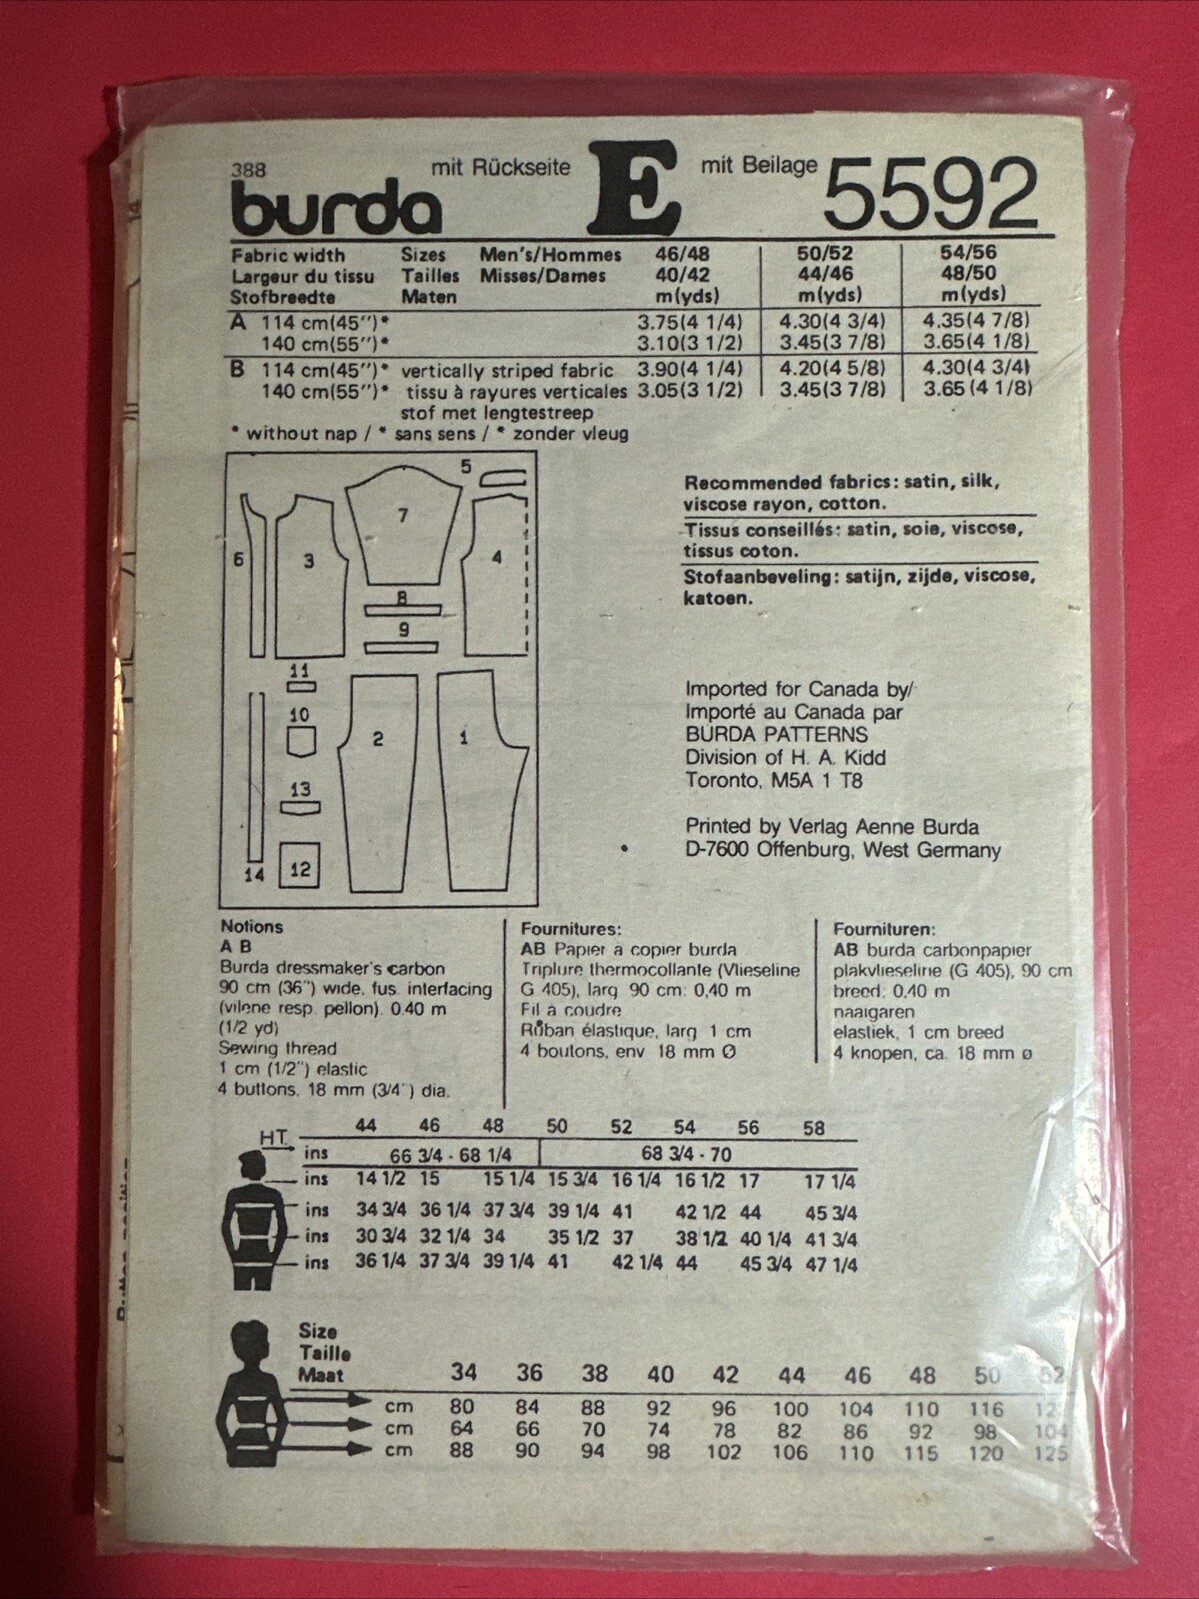 388 mit Rückseite E mit Beilage 5592
burda
Fabric width Sizes Men's/Hommes 46/48 50/52 54/56
Largeur du tissu Tailles Misses/Dames 40/42 44/46 48/50
Stofbreedte Maten m(yds) m(yds) m(yds)
A 114 cm(45'')* 3.75(4 1/4) 4.30(4 3/4) 4.35(4 7/8)
140 cm(55'')* 3.10(3 1/2) 3.45(3 7/8) 3.65(4 1/8)
B 114 cm(45'')* vertically striped fabric 3.90(4 1/4) 4.20(4 5/8) 4.30(4 3/4)
140 cm(55'')* tissu à rayures verticales 3.05(3 1/2) 3.45(3 7/8) 3.65 (4 1/8)
stof met lengtestreep
* without nap / * sans sens / * zonder vleug
5
7
6 3 4
8
9
11
10
2 1
13
14 12
Recommended fabrics: satin, silk,
viscose rayon, cotton.
Tissus conseillés: satin, soie, viscose,
tissus coton.
Stofaanbeveling: satijn, zijde, viscose,
katoen.
Imported for Canada by/
Importé au Canada par
BURDA PATTERNS
Division of H. A. Kidd
Toronto, M5A 1 T8
Printed by Verlag Aenne Burda
D-7600 Offenburg, West Germany
Notions
A B
Burda dressmaker's carbon
90 cm (36'') wide, fus. interfacing
(vilene resp. pellon). 0.40 m
(1/2 yd)
Sewing thread
1 cm (1/2'') elastic
4 buttons, 18 mm (3/4'') dia.
Fournitures:
AB Papier à copier burda
Triplure thermocollante (Vlieseline
G 405), larg. 90 cm: 0,40 m
Fil à coudre
Ruban élastique, larg. 1 cm
4 boutons, env. 18 mm Ø
Fournituren:
AB burda carbonpapier
plakvlieseline (G 405), 90 cm
breed: 0,40 m
naaigaren
elastiek, 1 cm breed
4 knopen, ca. 18 mm ø
44 46 48 50 52 54 56 58
HT. ins 66 3/4 - 68 1/4 68 3/4 - 70
ins 14 1/2 15 15 1/4 15 3/4 16 1/4 16 1/2 17 17 1/4
ins 34 3/4 36 1/4 37 3/4 39 1/4 41 42 1/2 44 45 3/4
ins 30 3/4 32 1/4 34 35 1/2 37 38 1/2 40 1/4 41 3/4
ins 36 1/4 37 3/4 39 1/4 41 42 1/4 44 45 3/4 47 1/4
Size
Taille
Maat 34 36 38 40 42 44 46 48 50 52
cm 80 84 88 92 96 100 104 110 116
cm 64 66 70 74 78 82 86 92 98 104
cm 88 90 94 98 102 106 110 115 120 125